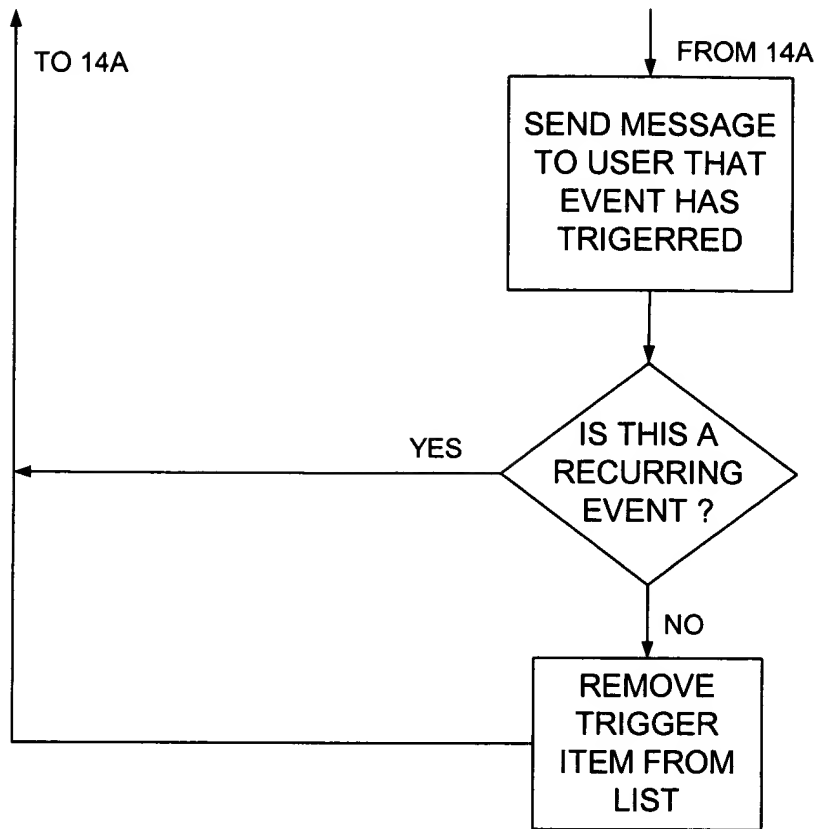 TO 14A
FROM 14A
SEND MESSAGE
TO USER THAT
EVENT HAS
TRIGERRED
YES
IS THIS A
RECURRING
EVENT ?
NO
REMOVE
TRIGGER
ITEM FROM
LIST